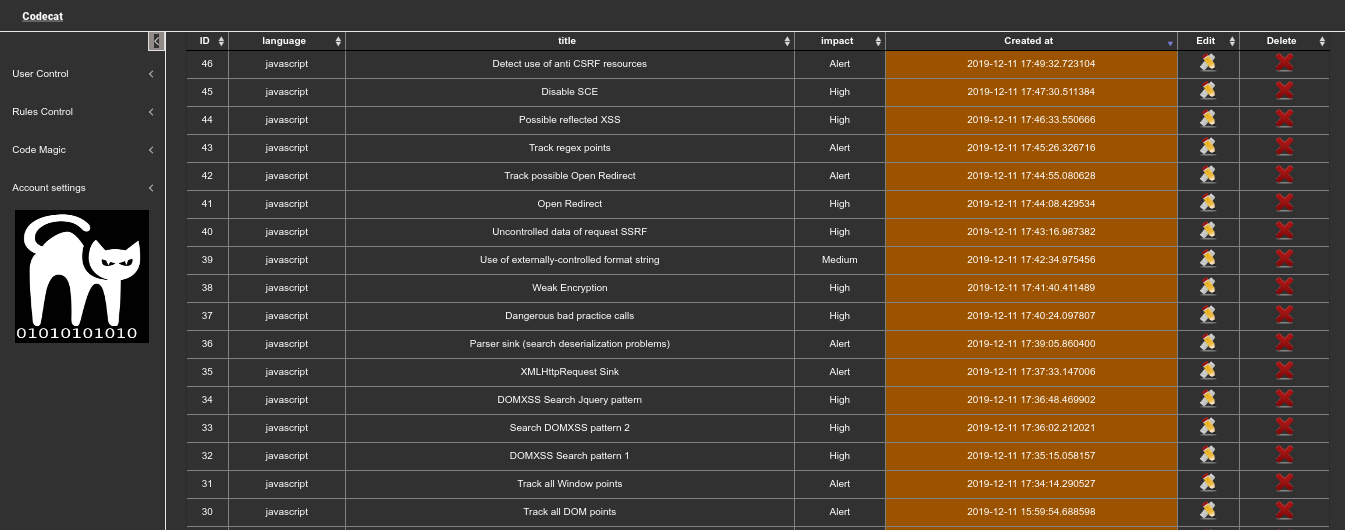 Codecat
User Control
Rules Control
Code Magic
Account settings
01010101010
ID language title impact Created at Edit Delete
46 javascript Detect use of anti CSRF resources Alert 2019-12-11 17:49:32.723104
45 javascript Disable SCE High 2019-12-11 17:47:30.511384
44 javascript Possible reflected XSS High 2019-12-11 17:46:33.550666
43 javascript Track regex points Alert 2019-12-11 17:45:26.326716
42 javascript Track possible Open Redirect Alert 2019-12-11 17:44:55.080628
41 javascript Open Redirect High 2019-12-11 17:44:08.429534
40 javascript Uncontrolled data of request SSRF High 2019-12-11 17:43:16.987382
39 javascript Use of externally-controlled format string Medium 2019-12-11 17:42:34.975456
38 javascript Weak Encryption High 2019-12-11 17:41:40.411489
37 javascript Dangerous bad practice calls High 2019-12-11 17:40:24.097807
36 javascript Parser sink (search deserialization problems) Alert 2019-12-11 17:39:05.860400
35 javascript XMLHttpRequest Sink Alert 2019-12-11 17:37:33.147006
34 javascript DOMXSS Search Jquery pattern High 2019-12-11 17:36:48.469902
33 javascript Search DOMXSS pattern 2 High 2019-12-11 17:36:02.212021
32 javascript DOMXSS Search pattern 1 High 2019-12-11 17:35:15.058157
31 javascript Track all Window points Alert 2019-12-11 17:34:14.290527
30 javascript Track all DOM points Alert 2019-12-11 15:59:54.688598